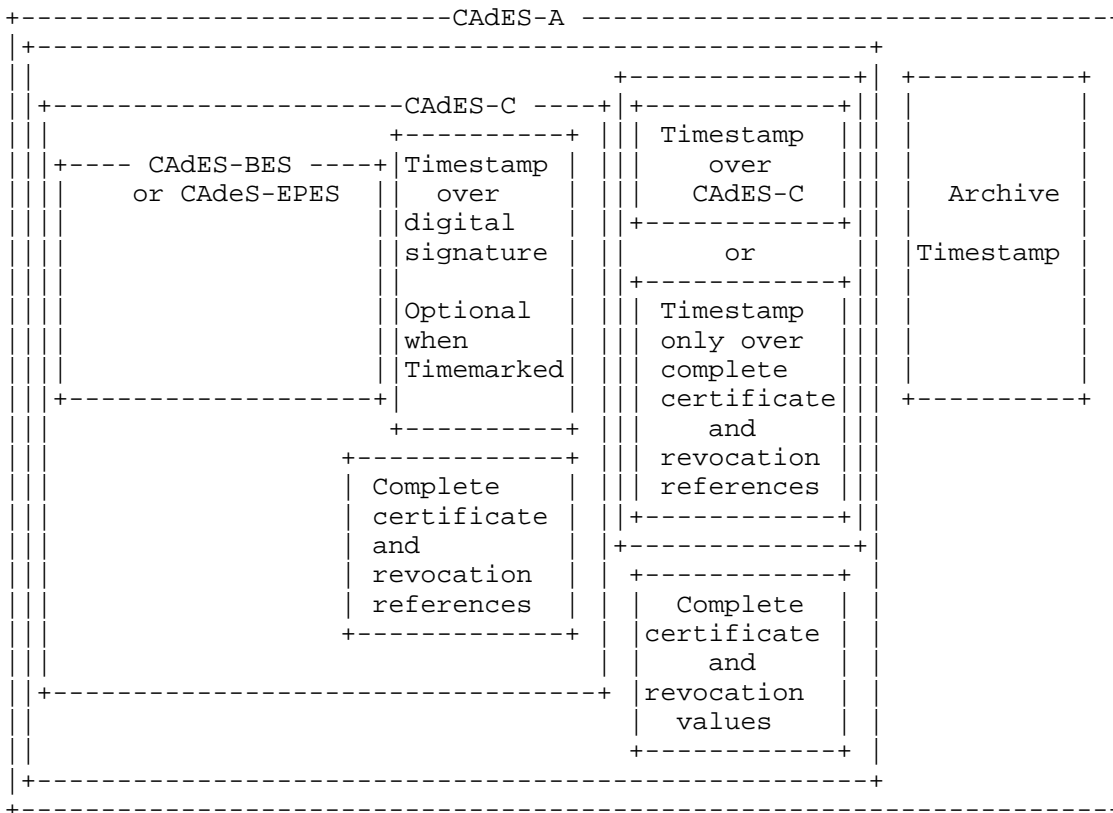 CAdES-A
CAdES-C
Timestamp
over
CAdES-C
or
Timestamp
only over
complete
certificate
and
revocation
references
CAdES-BES
or CAdeS-EPES
Timestamp
over
digital
signature
Optional
when
Timemarked
Complete
certificate
and
revocation
references
Complete
certificate
and
revocation
values
Archive
Timestamp